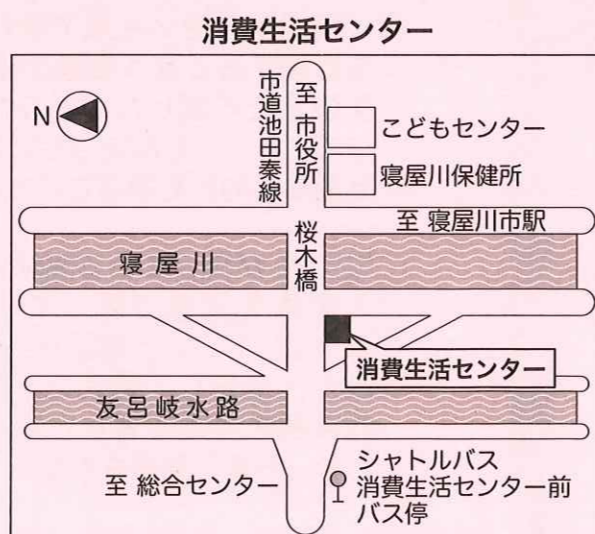 消費生活センター
N
市道池田秦線
至 市役所
こどもセンター
寝屋川保健所
至 寝屋川市駅
桜木橋
寝屋川
消費生活センター
友呂岐水路
至 総合センター
シャトルバス
消費生活センター前
バス停